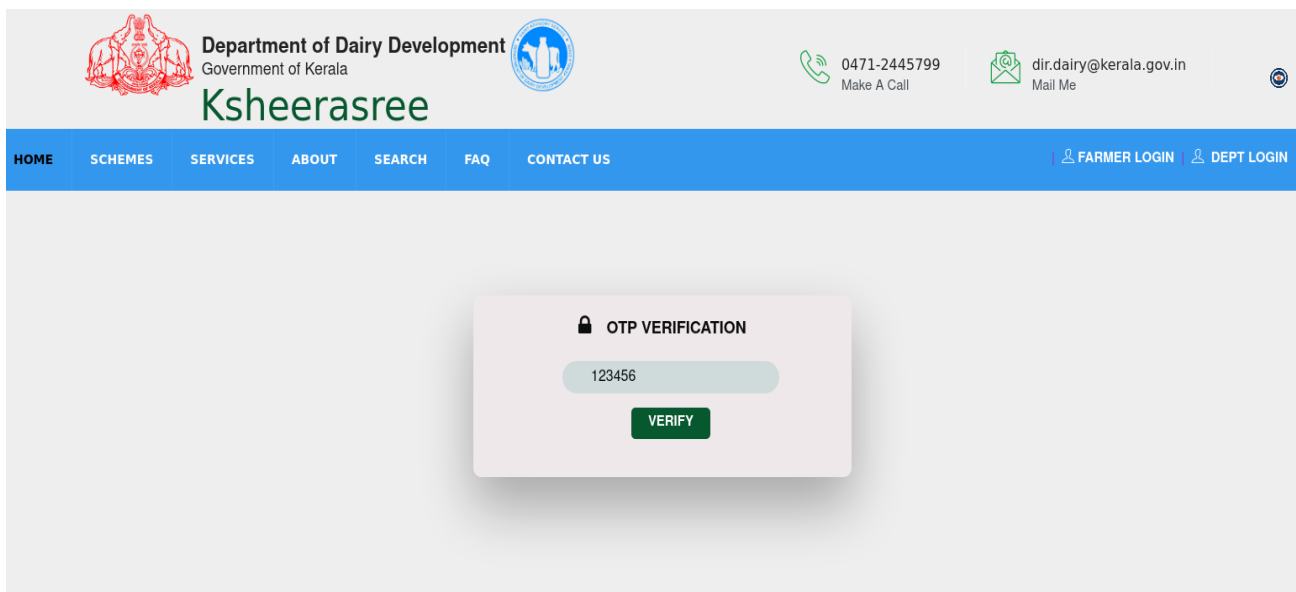 Department of Dairy Development
Government of Kerala
Ksheerasree
0471-2445799
Make A Call
dir.dairy@kerala.gov.in
Mail Me
HOME SCHEMES SERVICES ABOUT SEARCH FAQ CONTACT US | FARMER LOGIN | DEPT LOGIN
OTP VERIFICATION
123456
VERIFY